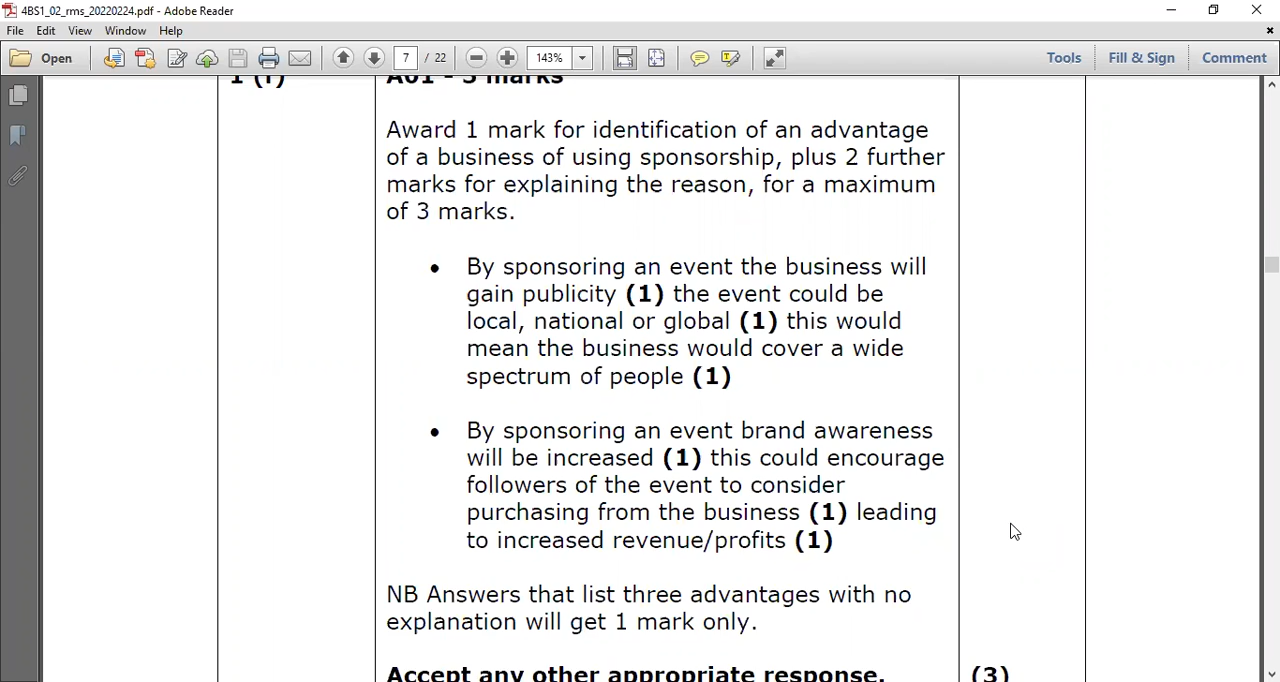 4BS1_02_rms_20220224.pdf - Adobe Reader
File Edit View Window Help
Open 7 / 22 143% Tools Fill & Sign Comment
1 (f) AO1 - 3 marks
Award 1 mark for identification of an advantage
of a business of using sponsorship, plus 2 further
marks for explaining the reason, for a maximum
of 3 marks.
• By sponsoring an event the business will
gain publicity (1) the event could be
local, national or global (1) this would
mean the business would cover a wide
spectrum of people (1)
• By sponsoring an event brand awareness
will be increased (1) this could encourage
followers of the event to consider
purchasing from the business (1) leading
to increased revenue/profits (1)
NB Answers that list three advantages with no
explanation will get 1 mark only.
Accept any other appropriate response. (3)